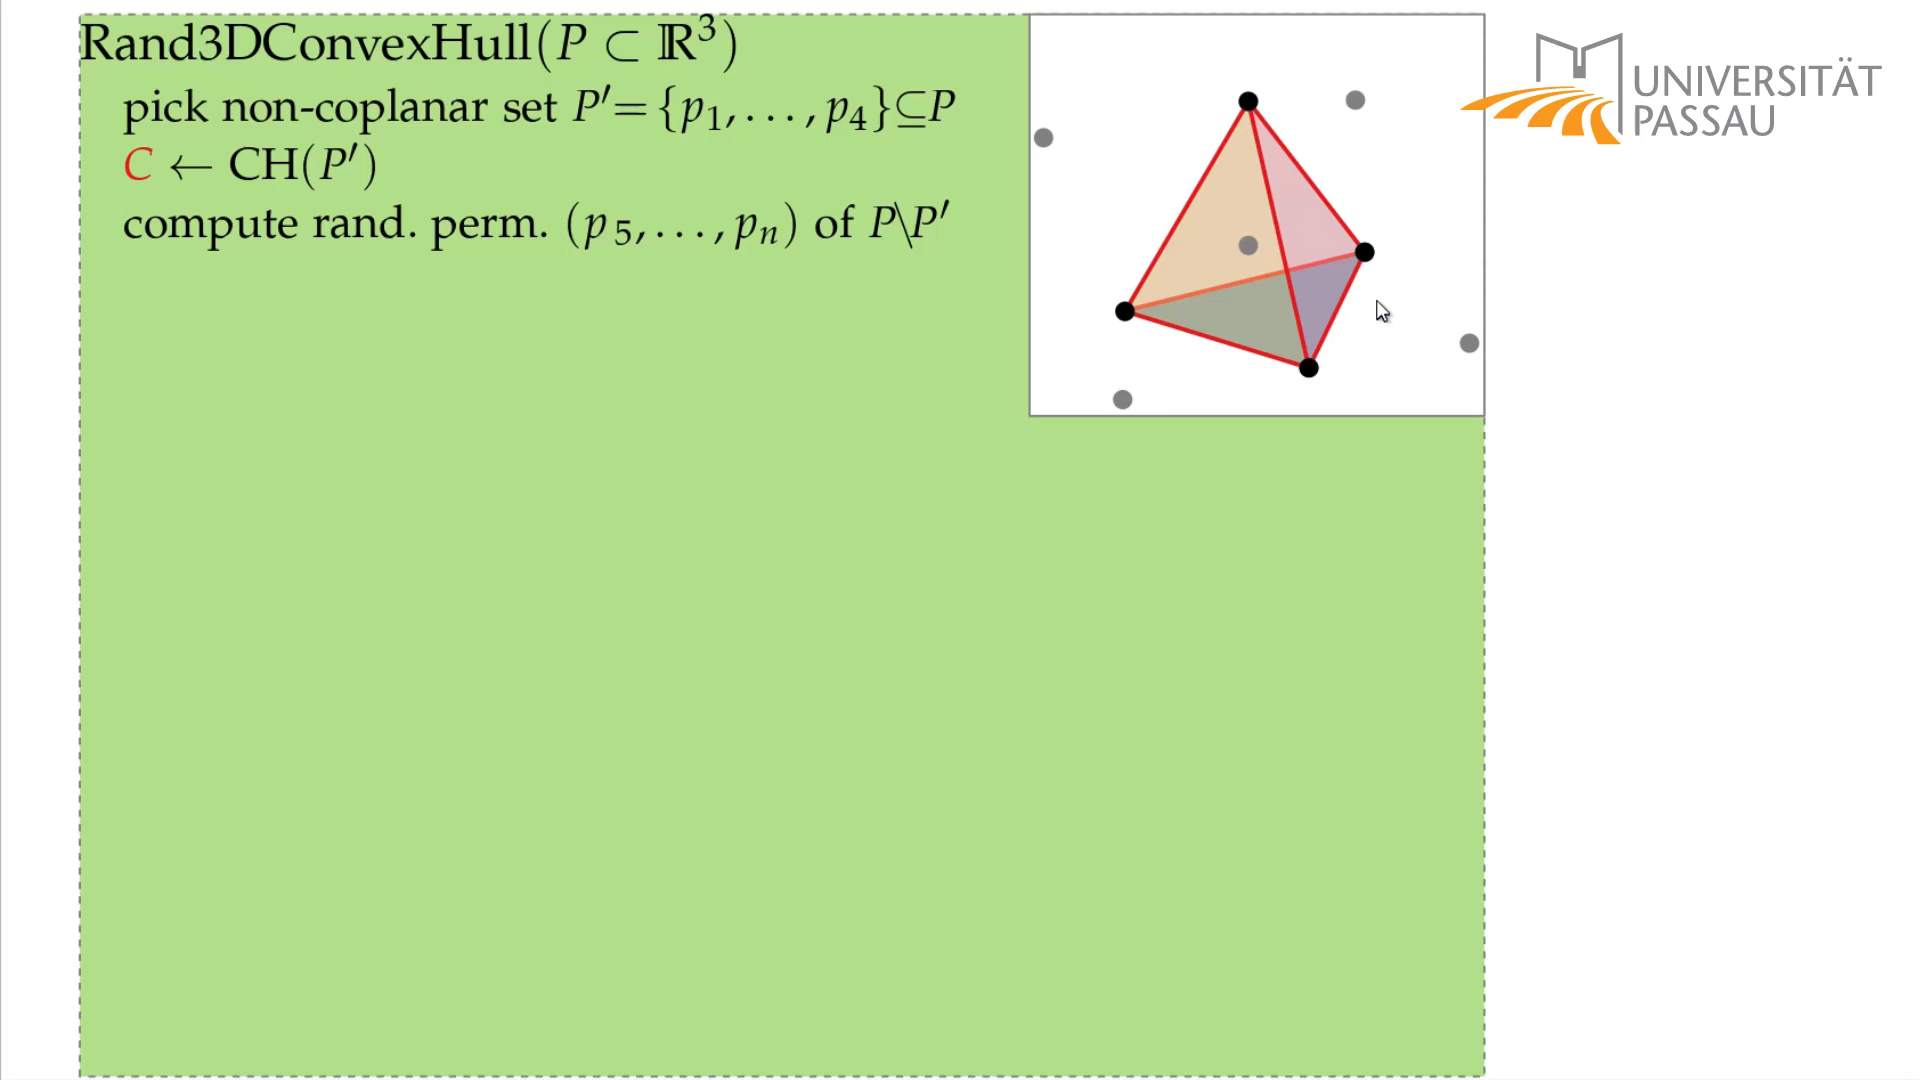 Rand3DConvexHull(P ⊂ ℝ³)
pick non-coplanar set P′= {p₁, . . . , p₄}⊆P
C ← CH(P′)
compute rand. perm. (p₅, . . . , pₙ) of P\P′
UNIVERSITÄT
PASSAU